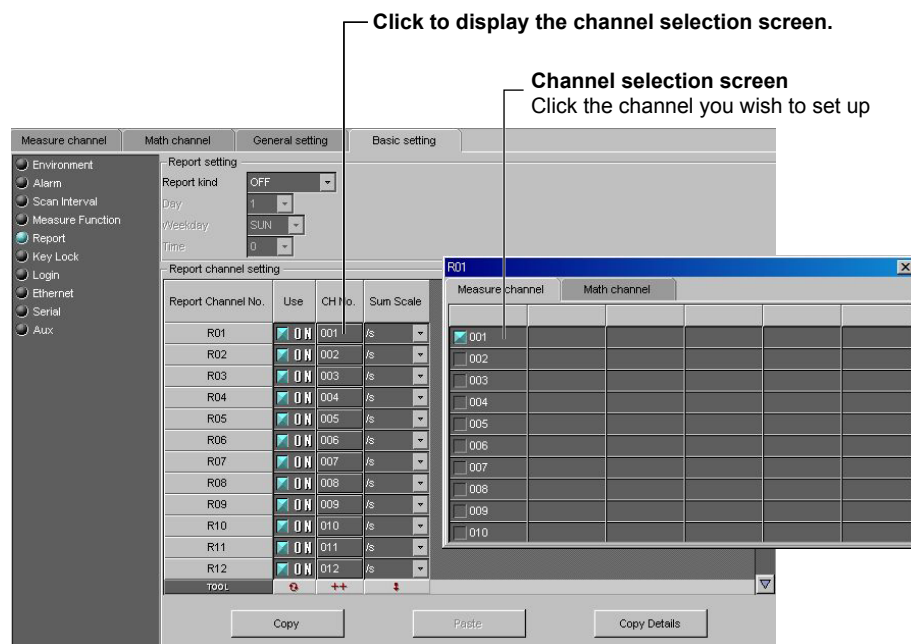 Click to display the channel selection screen.
Channel selection screen
Click the channel you wish to set up
Measure channel Math channel General setting Basic setting
Environment
Alarm
Scan Interval
Measure Function
Report
Key Lock
Login
Ethernet
Serial
Aux
Report setting
Report kind OFF
Day 1
Weekday SUN
Time 0
Report channel setting
Report Channel No. Use CH No. Sum Scale
R01 ON 001 /s
R02 ON 002 /s
R03 ON 003 /s
R04 ON 004 /s
R05 ON 005 /s
R06 ON 006 /s
R07 ON 007 /s
R08 ON 008 /s
R09 ON 009 /s
R10 ON 010 /s
R11 ON 011 /s
R12 ON 012 /s
TOOL ++
R01
Measure channel Math channel
001
002
003
004
005
006
007
008
009
010
Copy Paste Copy Details